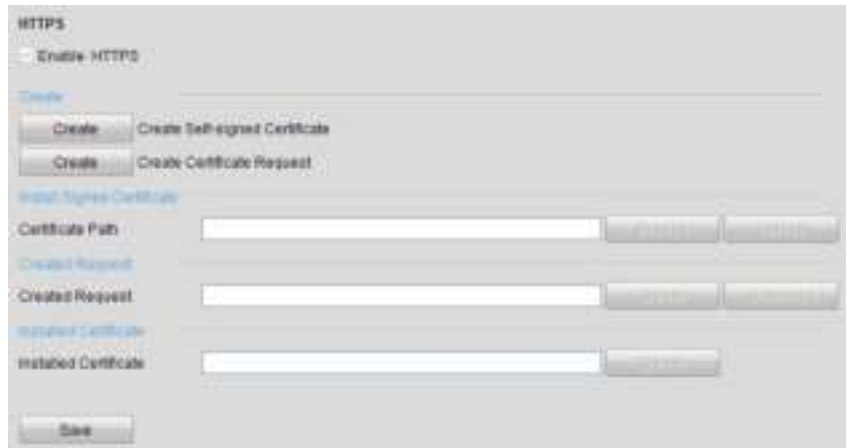 HTTPS
Enable HTTPS
Create
Create Create Self-signed Certificate
Create Create Certificate Request
Install Signed Certificate
Certificate Path
Created Request
Created Request
Installed Certificate
Installed Certificate
Save